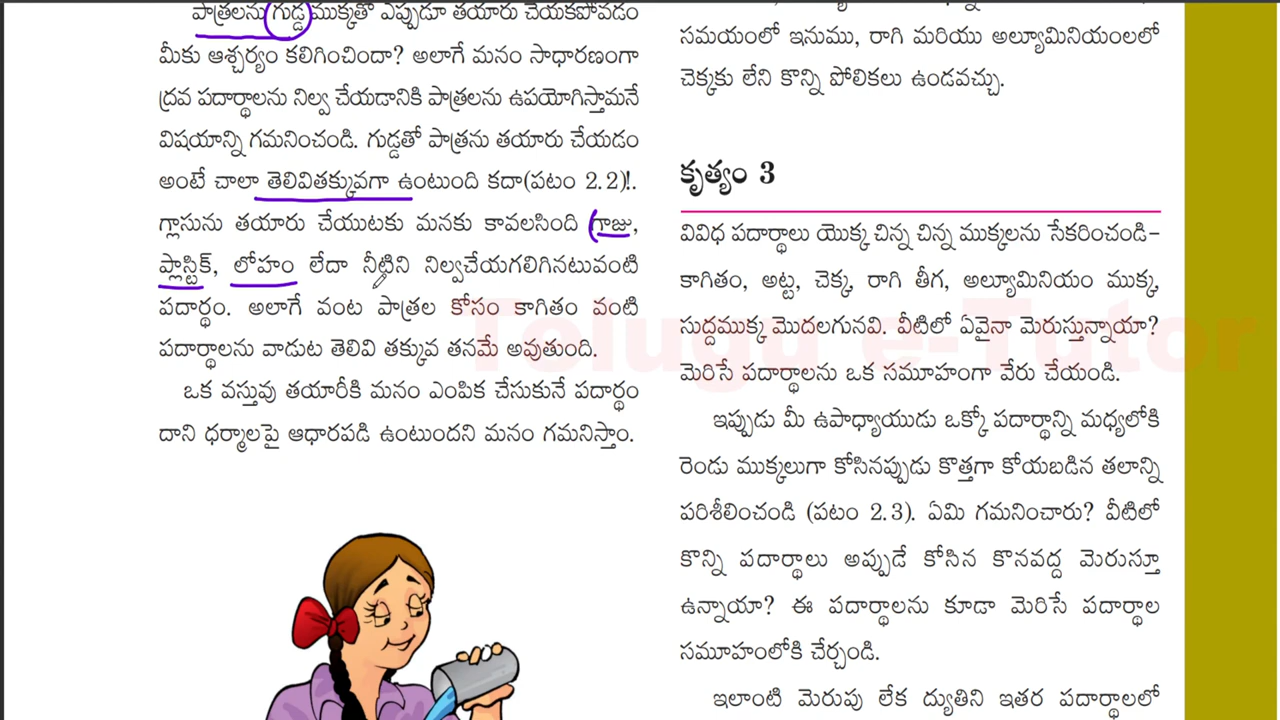 పాత్రలను గుడ్డ ముక్కతో ఎప్పుడూ తయారు చేయకపోవడం
మీకు ఆశ్చర్యం కలిగించిందా? అలాగే మనం సాధారణంగా
ద్రవ పదార్థాలను నిల్వ చేయడానికి పాత్రలను ఉపయోగిస్తామనే
విషయాన్ని గమనించండి. గుడ్డతో పాత్రను తయారు చేయడం
అంటే చాలా తెలివితక్కువగా ఉంటుంది కదా(పటం 2.2)!.
గ్లాసును తయారు చేయుటకు మనకు కావలసింది గాజు,
ప్లాస్టిక్, లోహం లేదా నీటిని నిల్వచేయగలిగినటువంటి
పదార్థం. అలాగే వంట పాత్రల కోసం కాగితం వంటి
పదార్థాలను వాడుట తెలివి తక్కువ తనమే అవుతుంది.
ఒక వస్తువు తయారీకి మనం ఎంపిక చేసుకునే పదార్థం
దాని ధర్మాలపై ఆధారపడి ఉంటుందని మనం గమనిస్తాం.
సమయంలో ఇనుము, రాగి మరియు అల్యూమినియంలలో
చెక్కకు లేని కొన్ని పోలికలు ఉండవచ్చు.
కృత్యం 3
వివిధ పదార్థాలు యొక్క చిన్న చిన్న ముక్కలను సేకరించండి-
కాగితం, అట్ట, చెక్క, రాగి తీగ, అల్యూమినియం ముక్క,
సుద్దముక్క మొదలగునవి. వీటిలో ఏవైనా మెరుస్తున్నాయా?
మెరిసే పదార్థాలను ఒక సమూహంగా వేరు చేయండి.
ఇప్పుడు మీ ఉపాధ్యాయుడు ఒక్కో పదార్థాన్ని మధ్యలోకి
రెండు ముక్కలుగా కోసినప్పుడు కొత్తగా కోయబడిన తలాన్ని
పరిశీలించండి (పటం 2.3). ఏమి గమనించారు? వీటిలో
కొన్ని పదార్థాలు అప్పుడే కోసిన కొనవద్ద మెరుస్తూ
ఉన్నాయా? ఈ పదార్థాలను కూడా మెరిసే పదార్థాల
సమూహంలోకి చేర్చండి.
ఇలాంటి మెరువు లేక ద్యుతిని ఇతర పదార్థాలలో
Telugu e-Tutor